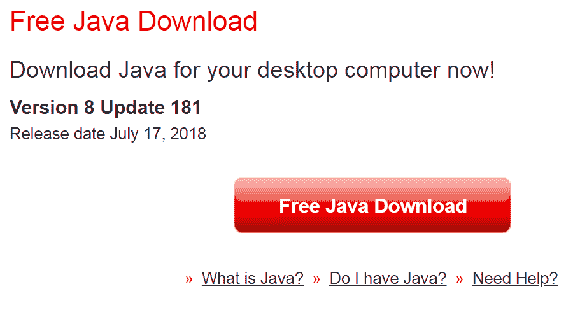 Free Java Download
Download Java for your desktop computer now!
Version 8 Update 181
Release date July 17, 2018
Free Java Download
» What is Java? » Do I have Java? » Need Help?